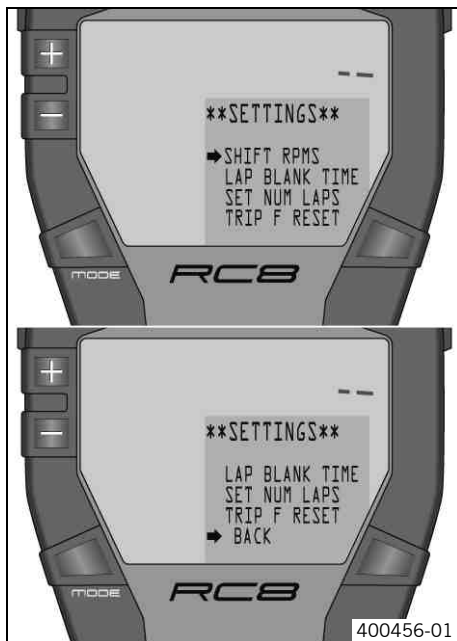 +
--
−
**SETTINGS**
➡SHIFT RPMS
LAP BLANK TIME
SET NUM LAPS
TRIP F RESET
MODE
RC8
+
--
−
**SETTINGS**
LAP BLANK TIME
SET NUM LAPS
TRIP F RESET
➡ BACK
MODE
RC8
400456-01